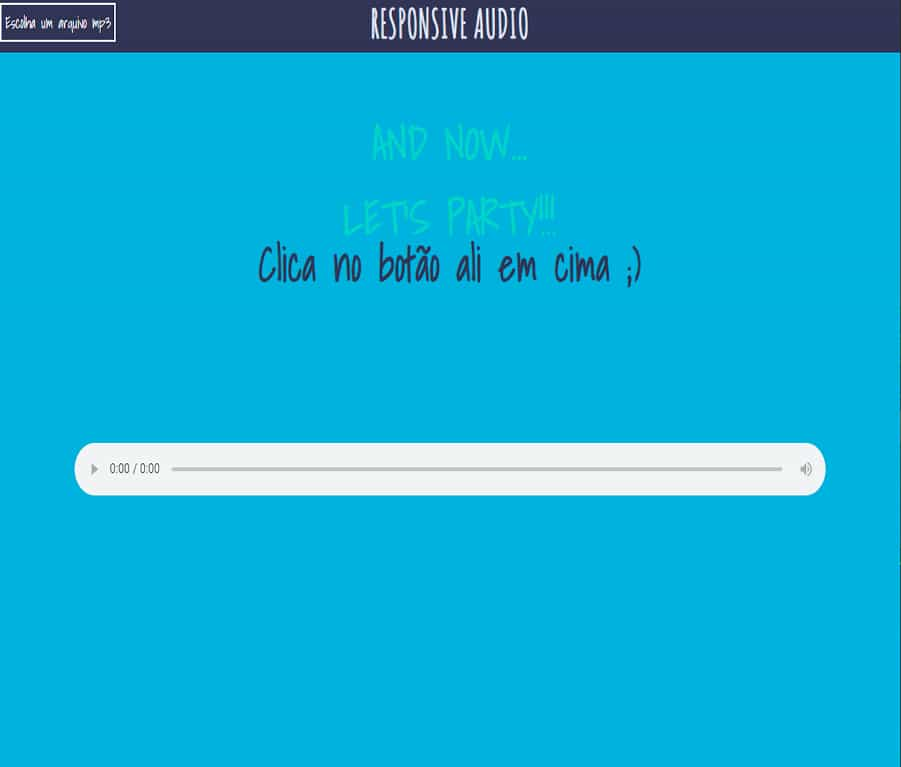 Escolha um arquivo mp3
RESPONSIVE AUDIO
AND NOW...
LET'S PARTY!!!
Clica no botão ali em cima ;)
0:00 / 0:00